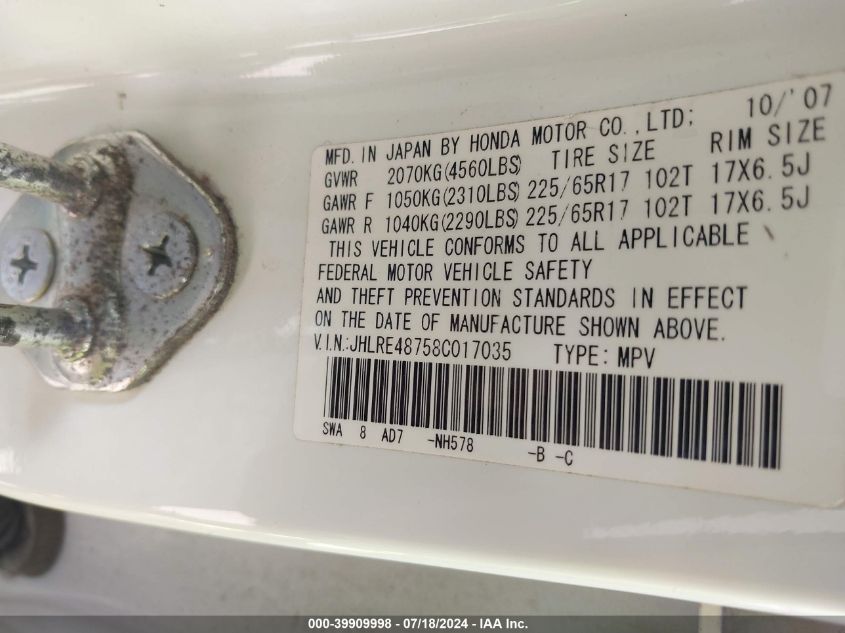 MFD. IN JAPAN BY HONDA MOTOR CO.,LTD; 10/'07
GVWR 2070KG(4560LBS) TIRE SIZE RIM SIZE
GAWR F 1050KG(2310LBS) 225/65R17 102T 17X6.5J
GAWR R 1040KG(2290LBS) 225/65R17 102T 17X6.5J
THIS VEHICLE CONFORMS TO ALL APPLICABLE
FEDERAL MOTOR VEHICLE SAFETY
AND THEFT PREVENTION STANDARDS IN EFFECT
ON THE DATE OF MANUFACTURE SHOWN ABOVE.
V.I.N.:JHLRE48758C017035 TYPE: MPV
SWA 8 AD7 -NH578 -B -C
000-39909998 - 07/18/2024 - IAA Inc.